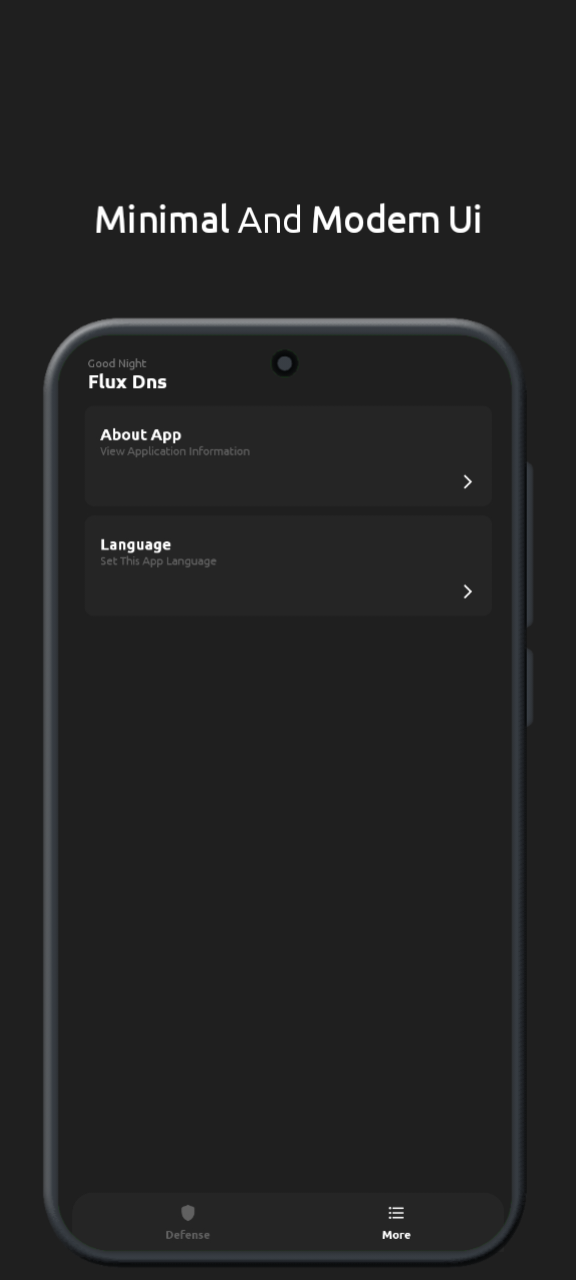 Minimal And Modern Ui
Good Night
Flux Dns
About App
View Application Information
Language
Set This App Language
Defense
More